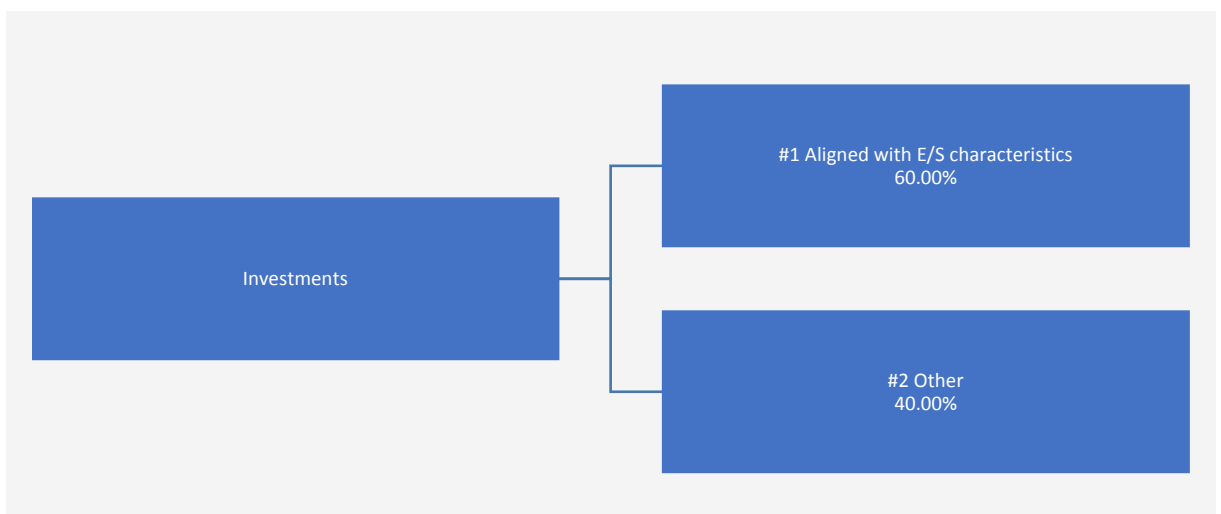 Investments
#1 Aligned with E/S characteristics
60.00%
#2 Other
40.00%